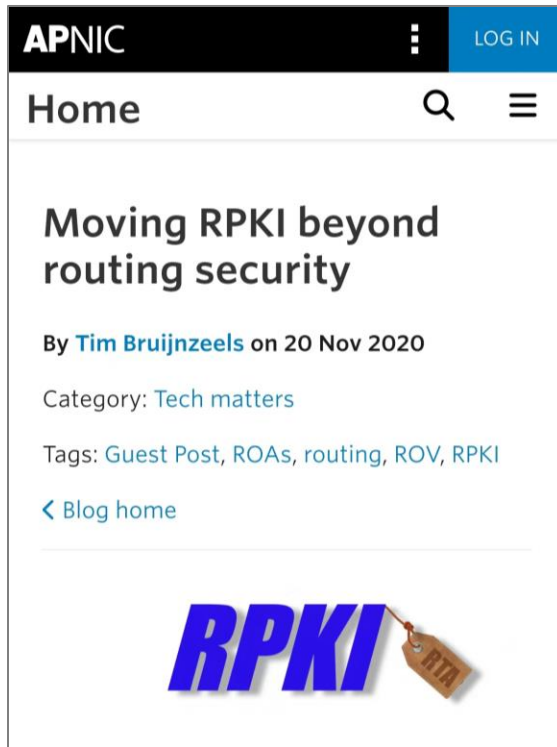 APNIC
LOG IN
Home
Moving RPKI beyond
routing security
By Tim Bruijnzeels on 20 Nov 2020
Category: Tech matters
Tags: Guest Post, ROAs, routing, ROV, RPKI
Blog home
RPKI
RTA